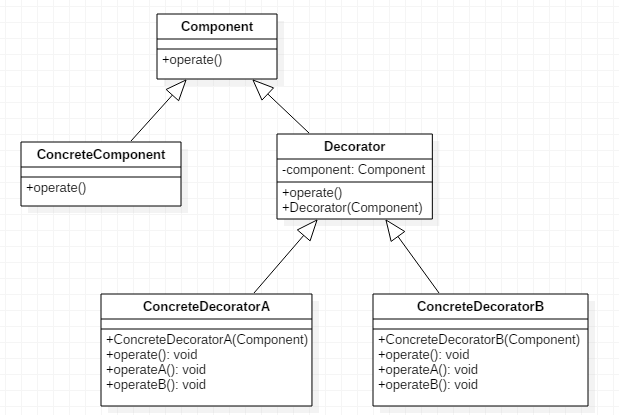 Component
+operate()
ConcreteComponent
+operate()
Decorator
-component: Component
+operate()
+Decorator(Component)
ConcreteDecoratorA
+ConcreteDecoratorA(Component)
+operate(): void
+operateA(): void
+operateB(): void
ConcreteDecoratorB
+ConcreteDecoratorB(Component)
+operate(): void
+operateA(): void
+operateB(): void